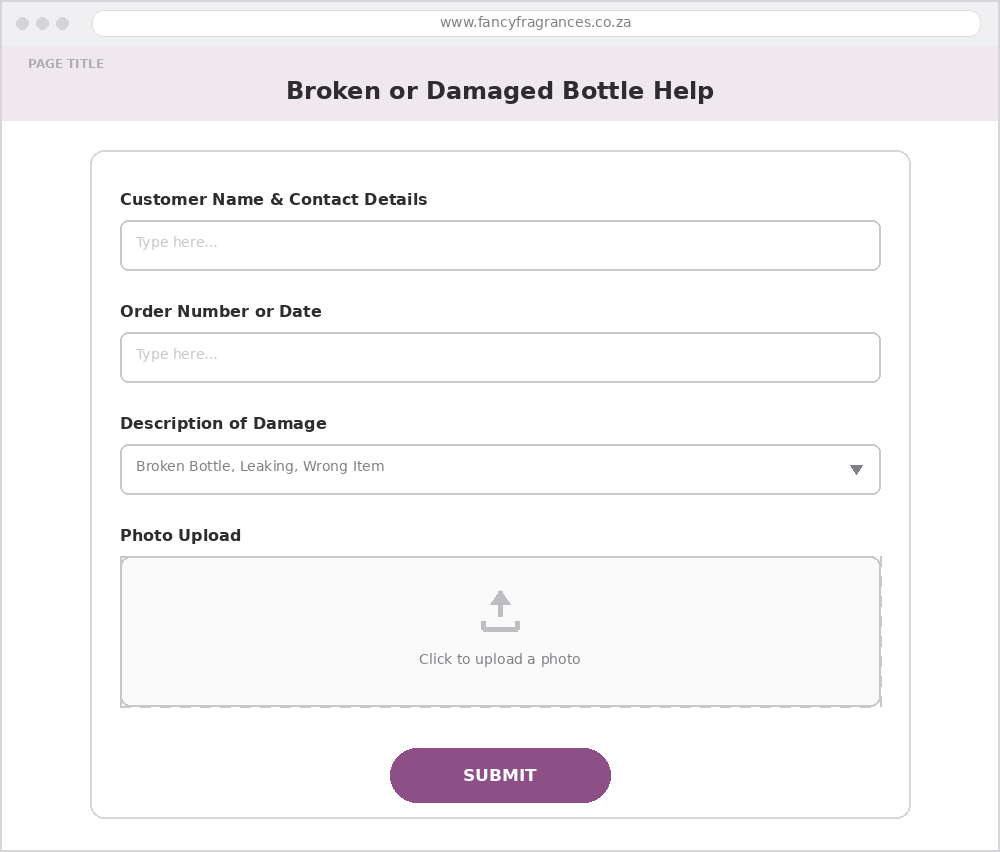 www.fancyfragrances.co.za
PAGE TITLE
Broken or Damaged Bottle Help
Customer Name & Contact Details
Type here...
Order Number or Date
Type here...
Description of Damage
Broken Bottle, Leaking, Wrong Item
Photo Upload
Click to upload a photo
SUBMIT